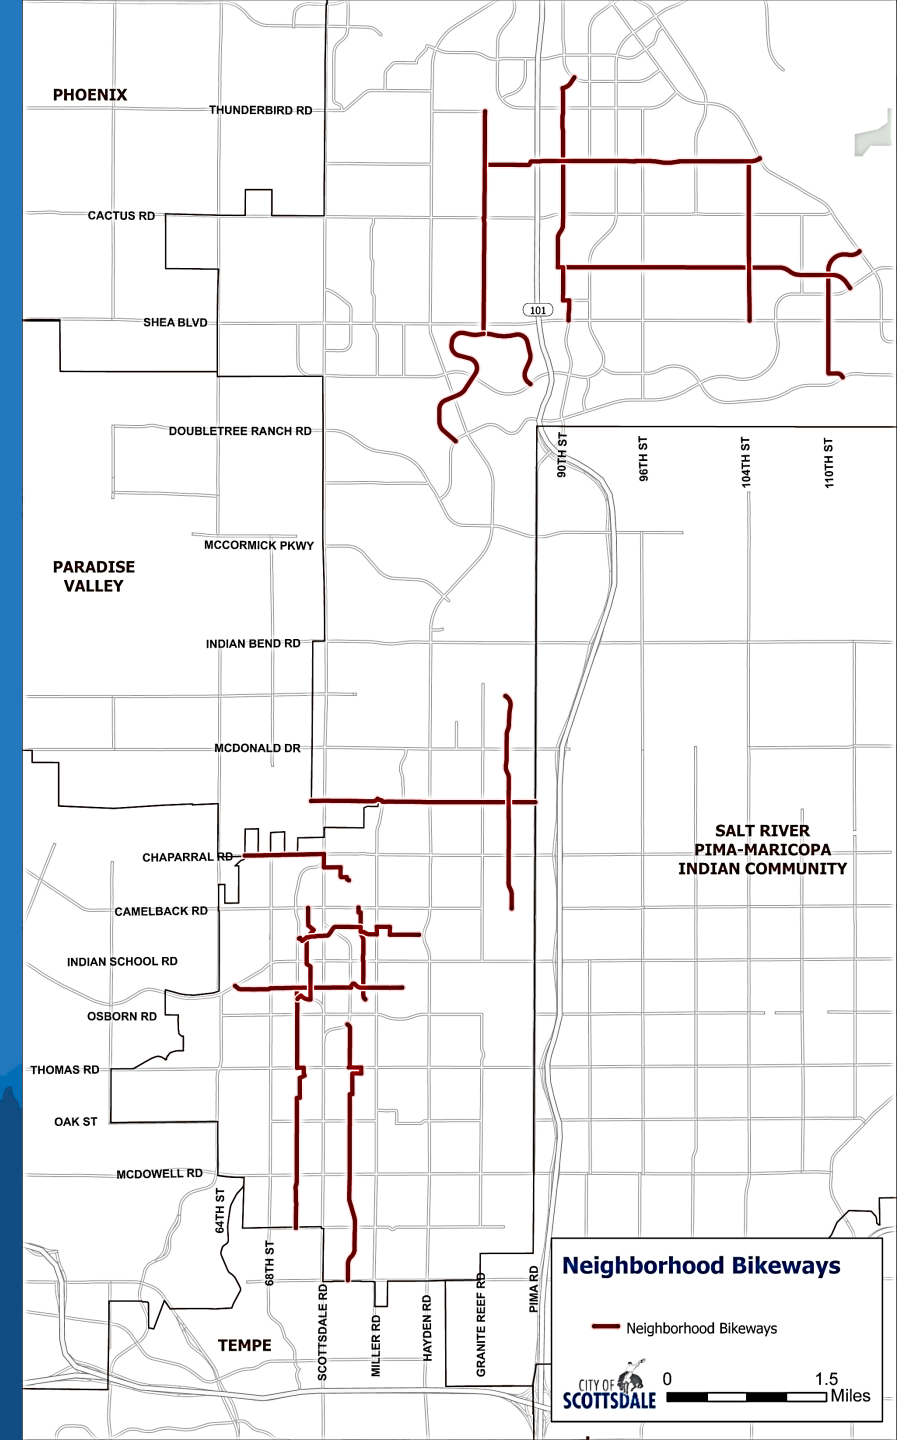 PHOENIX
THUNDERBIRD RD
CACTUS RD
101
SHEA BLVD
DOUBLETREE RANCH RD
90TH ST
96TH ST
104TH ST
110TH ST
MCCORMICK PKWY
PARADISE
VALLEY
INDIAN BEND RD
MCDONALD DR
SALT RIVER
PIMA-MARICOPA
INDIAN COMMUNITY
CHAPARRAL RD
CAMELBACK RD
INDIAN SCHOOL RD
OSBORN RD
THOMAS RD
OAK ST
MCDOWELL RD
64TH ST
68TH ST
SCOTTSDALE RD
MILLER RD
HAYDEN RD
GRANITE REEF RD
PIMA RD
TEMPE
Neighborhood Bikeways
Neighborhood Bikeways
CITY OF
SCOTTSDALE
0 1.5
Miles